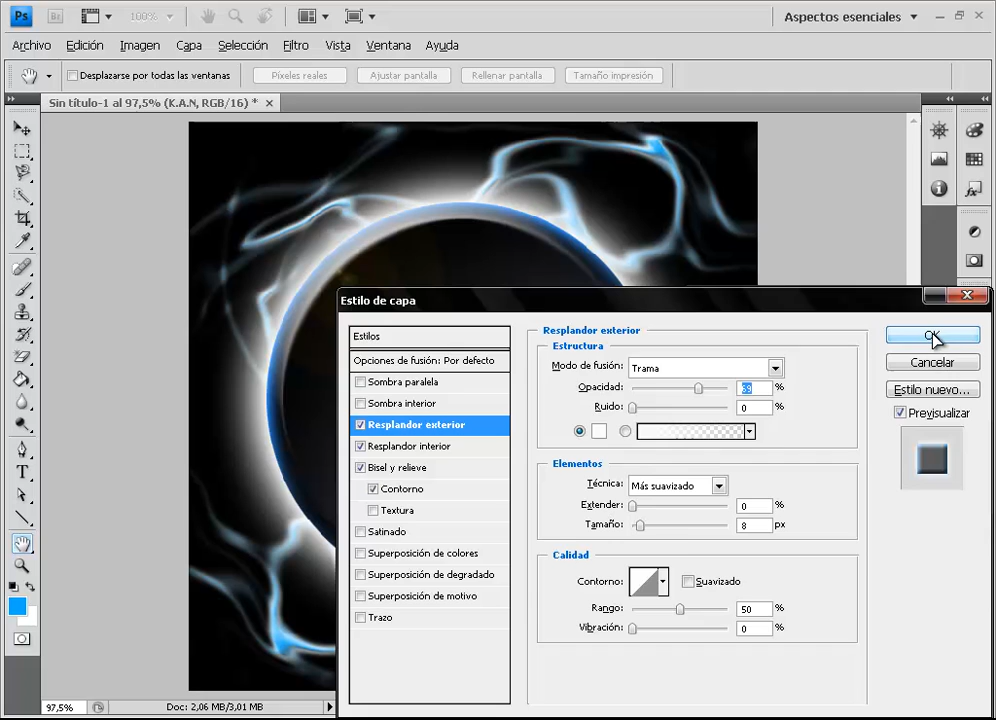 Ps Br 100% Aspectos esenciales
Archivo Edición Imagen Capa Selección Filtro Vista Ventana Ayuda
Desplazarse por todas las ventanas Píxeles reales Ajustar pantalla Rellenar pantalla Tamaño impresión
Sin título-1 al 97,5% (K.A.N, RGB/16) * ×
Estilo de capa
Estilos
Opciones de fusión: Por defecto
Sombra paralela
Sombra interior
Resplandor exterior
Resplandor interior
Bisel y relieve
Contorno
Textura
Satinado
Superposición de colores
Superposición de degradado
Superposición de motivo
Trazo
Resplandor exterior
Estructura
Modo de fusión: Trama
Opacidad: 69 %
Ruido: 0 %
Elementos
Técnica: Más suavizado
Extender: 0 %
Tamaño: 8 px
Calidad
Contorno: Suavizado
Rango: 50 %
Vibración: 0 %
OK
Cancelar
Estilo nuevo...
Previsualizar
97,5% Doc: 2,06 MB/3,01 MB